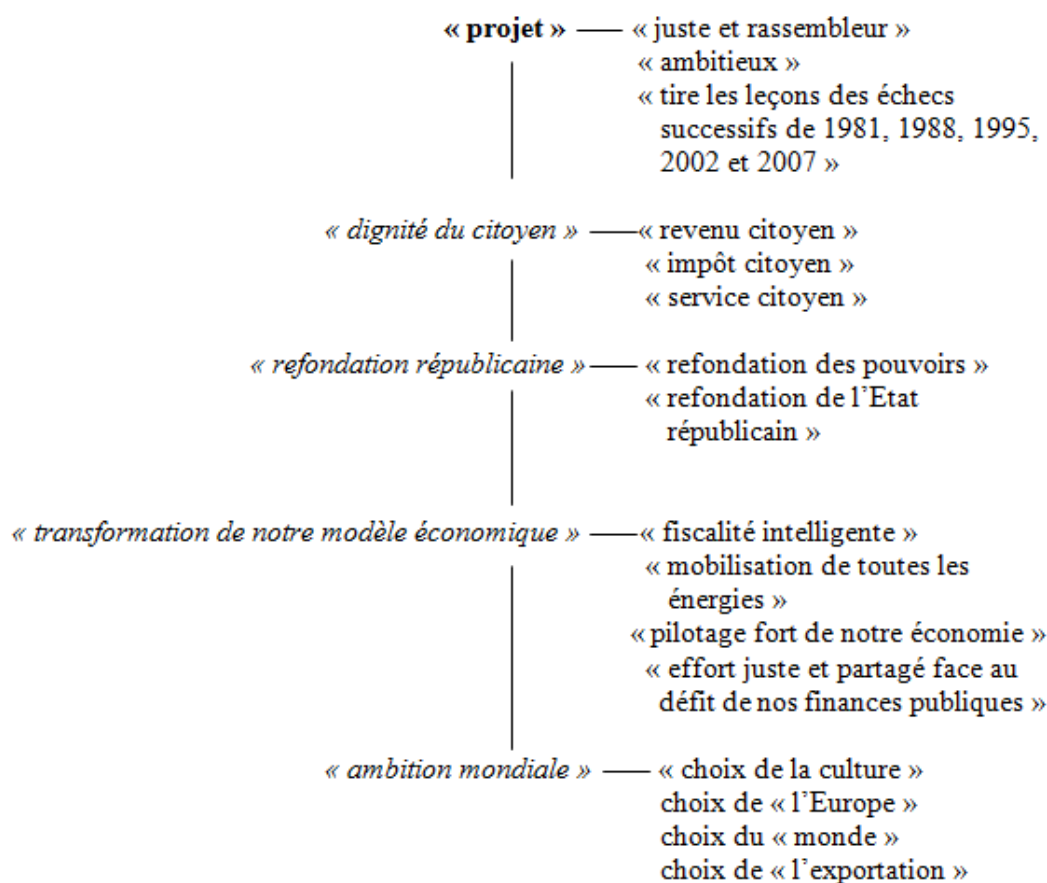 « projet » « juste et rassembleur »
« ambitieux »
« tire les leçons des échecs
successifs de 1981, 1988, 1995,
2002 et 2007 »
« dignité du citoyen » « revenu citoyen »
« impôt citoyen »
« service citoyen »
« refondation républicaine » « refondation des pouvoirs »
« refondation de l’Etat
républicain »
« transformation de notre modèle économique » « fiscalité intelligente »
« mobilisation de toutes les
énergies »
« pilotage fort de notre économie »
« effort juste et partagé face au
défit de nos finances publiques »
« ambition mondiale » « choix de la culture »
choix de « l’Europe »
choix du « monde »
choix de « l’exportation »